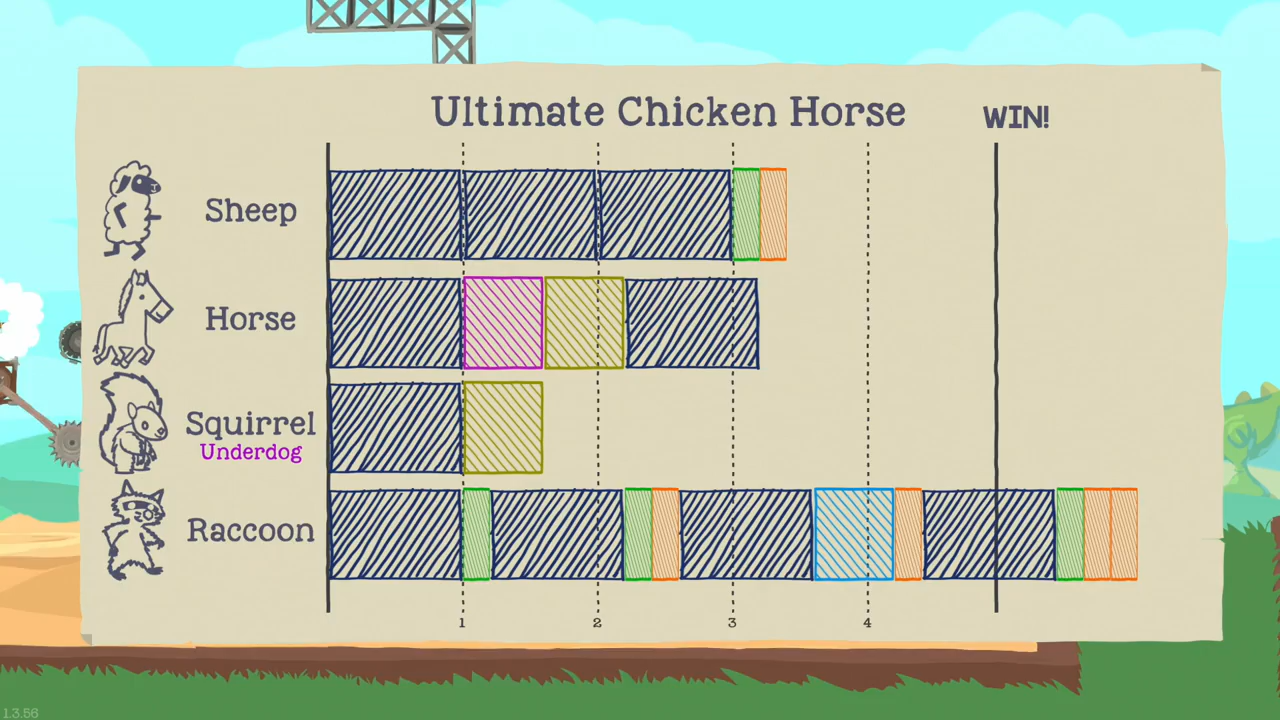 Ultimate Chicken Horse
WIN!
Sheep
Horse
Squirrel
Underdog
Raccoon
1 2 3 4
1.3.56